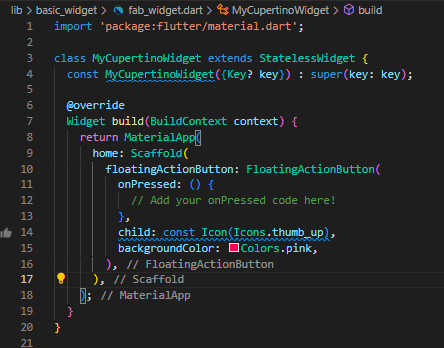 lib > basic_widget > fab_widget.dart > MyCupertinoWidget > build
1 import 'package:flutter/material.dart';
2
3 class MyCupertinoWidget extends StatelessWidget {
4 const MyCupertinoWidget({Key? key}) : super(key: key);
5
6 @override
7 Widget build(BuildContext context) {
8 return MaterialApp(
9 home: Scaffold(
10 floatingActionButton: FloatingActionButton(
11 onPressed: () {
12 // Add your onPressed code here!
13 },
14 child: const Icon(Icons.thumb_up),
15 backgroundColor: Colors.pink,
16 ), // FloatingActionButton
17 ), // Scaffold
18 ); // MaterialApp
19 }
20 }
21